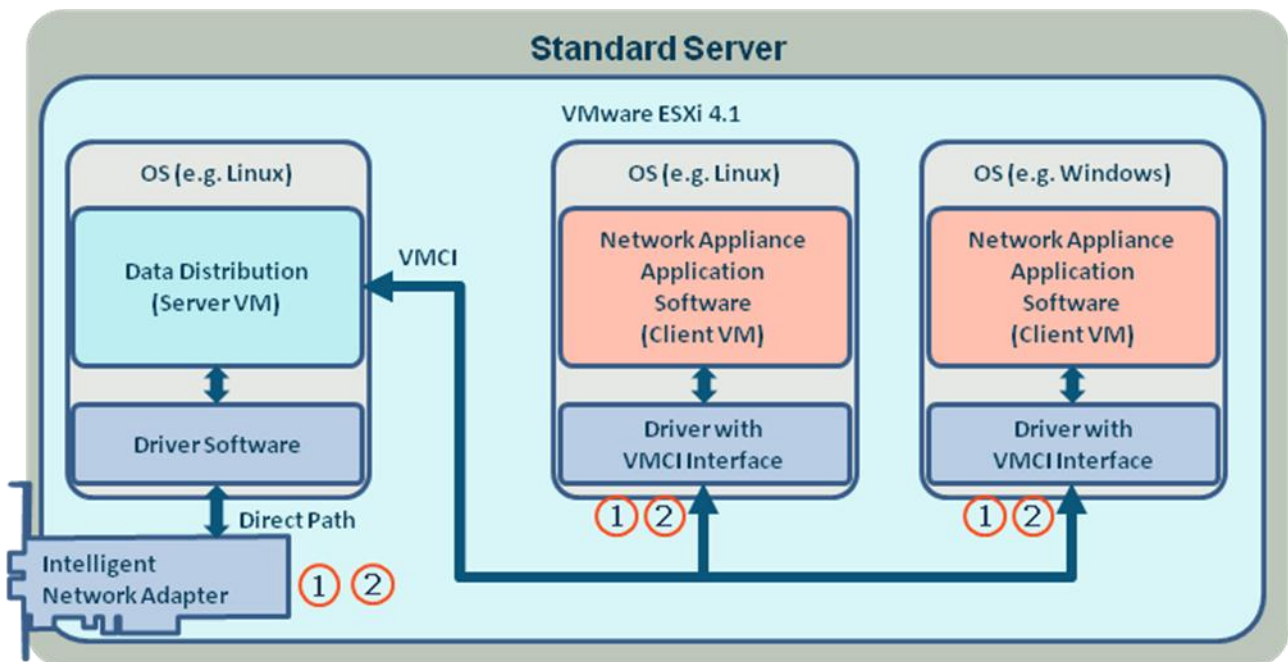 Standard Server
VMware ESXi 4.1
OS (e.g. Linux)
Data Distribution
(Server VM)
Driver Software
Direct Path
Intelligent
Network Adapter
1 2
VMCI
OS (e.g. Linux)
Network Appliance
Application
Software
(Client VM)
Driver with
VMCI Interface
1 2
OS (e.g. Windows)
Network Appliance
Application
Software
(Client VM)
Driver with
VMCI Interface
1 2